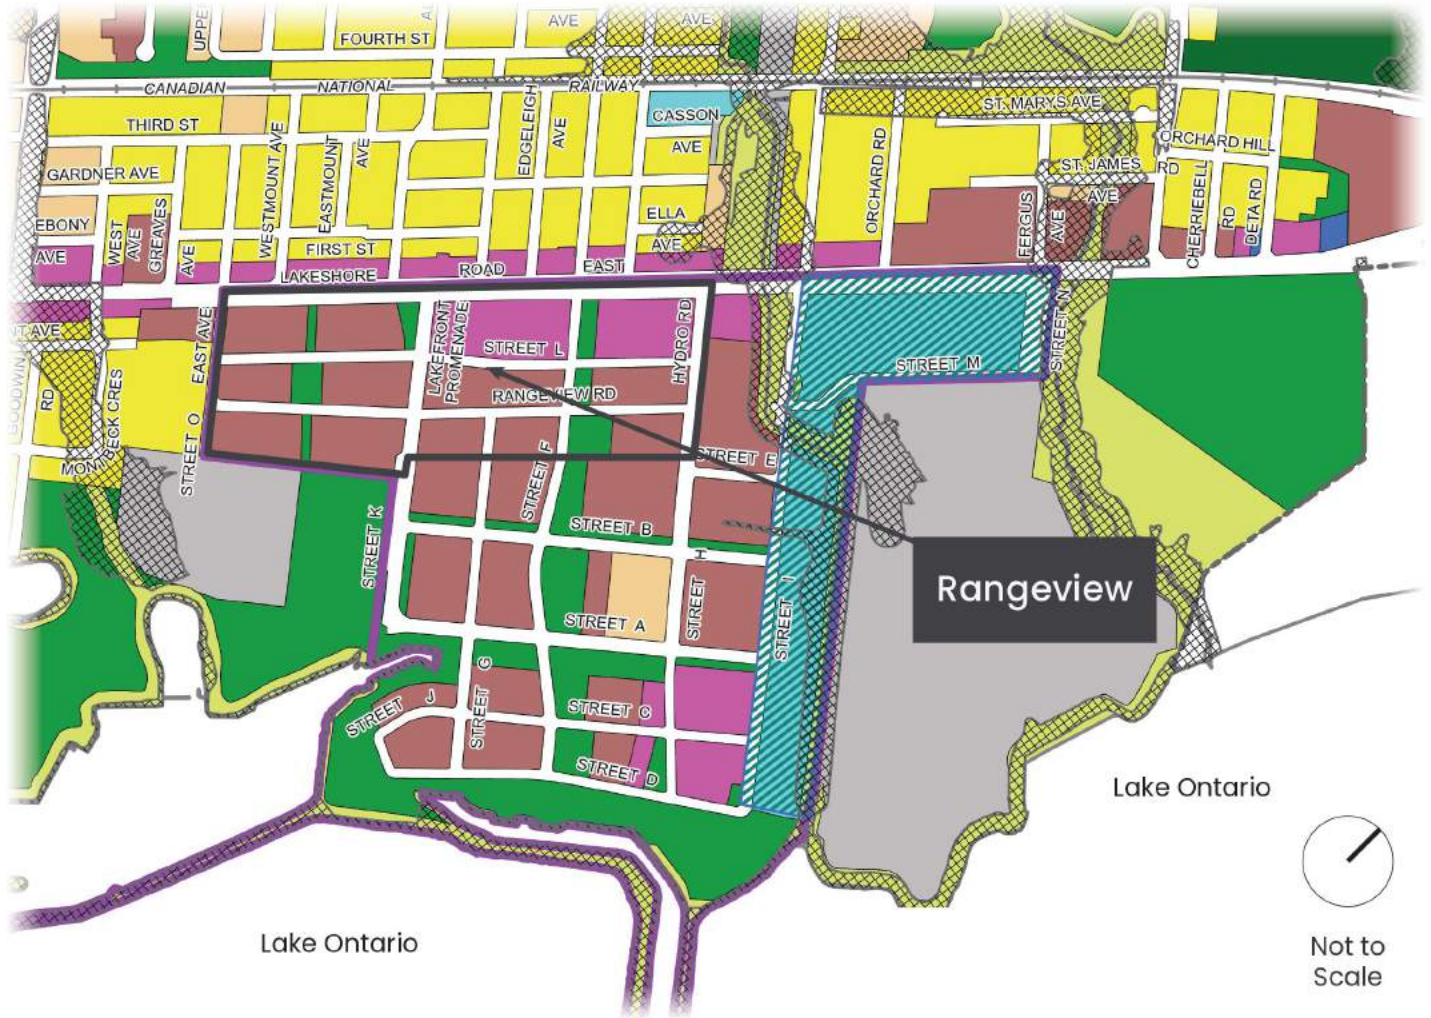 AVE
AVE
UPPER
FOURTH ST
CANADIAN
NATIONAL
RAILWAY
THIRD ST
EDGELEIGH
AVE
CASSON
AVE
ST. MARYS AVE
ORCHARD HILL
RD
GARDNER AVE
WESTMOUNT AVE
EASTMOUNT
AVE
ORCHARD RD
ST. JAMES
AVE
EBONY
AVE
WEST
AVE
GREAVES
AVE
ELLA
AVE
FERGUS
AVE
CHERRIEBELL
RD
DETA RD
FIRST ST
LAKESHORE
ROAD
EAST
EAST AVE
LAKEFRONT
PROMENADE
HYDRO RD
STREET L
STREET M
STREET N
GOODWIN
RD
BECK CRES
RANGEVIEW RD
STREET O
STREET E
STREET F
STREET K
STREET B
STREET H
STREET I
STREET A
Rangeview
STREET J
STREET G
STREET C
STREET D
Lake Ontario
Lake Ontario
Not to
Scale